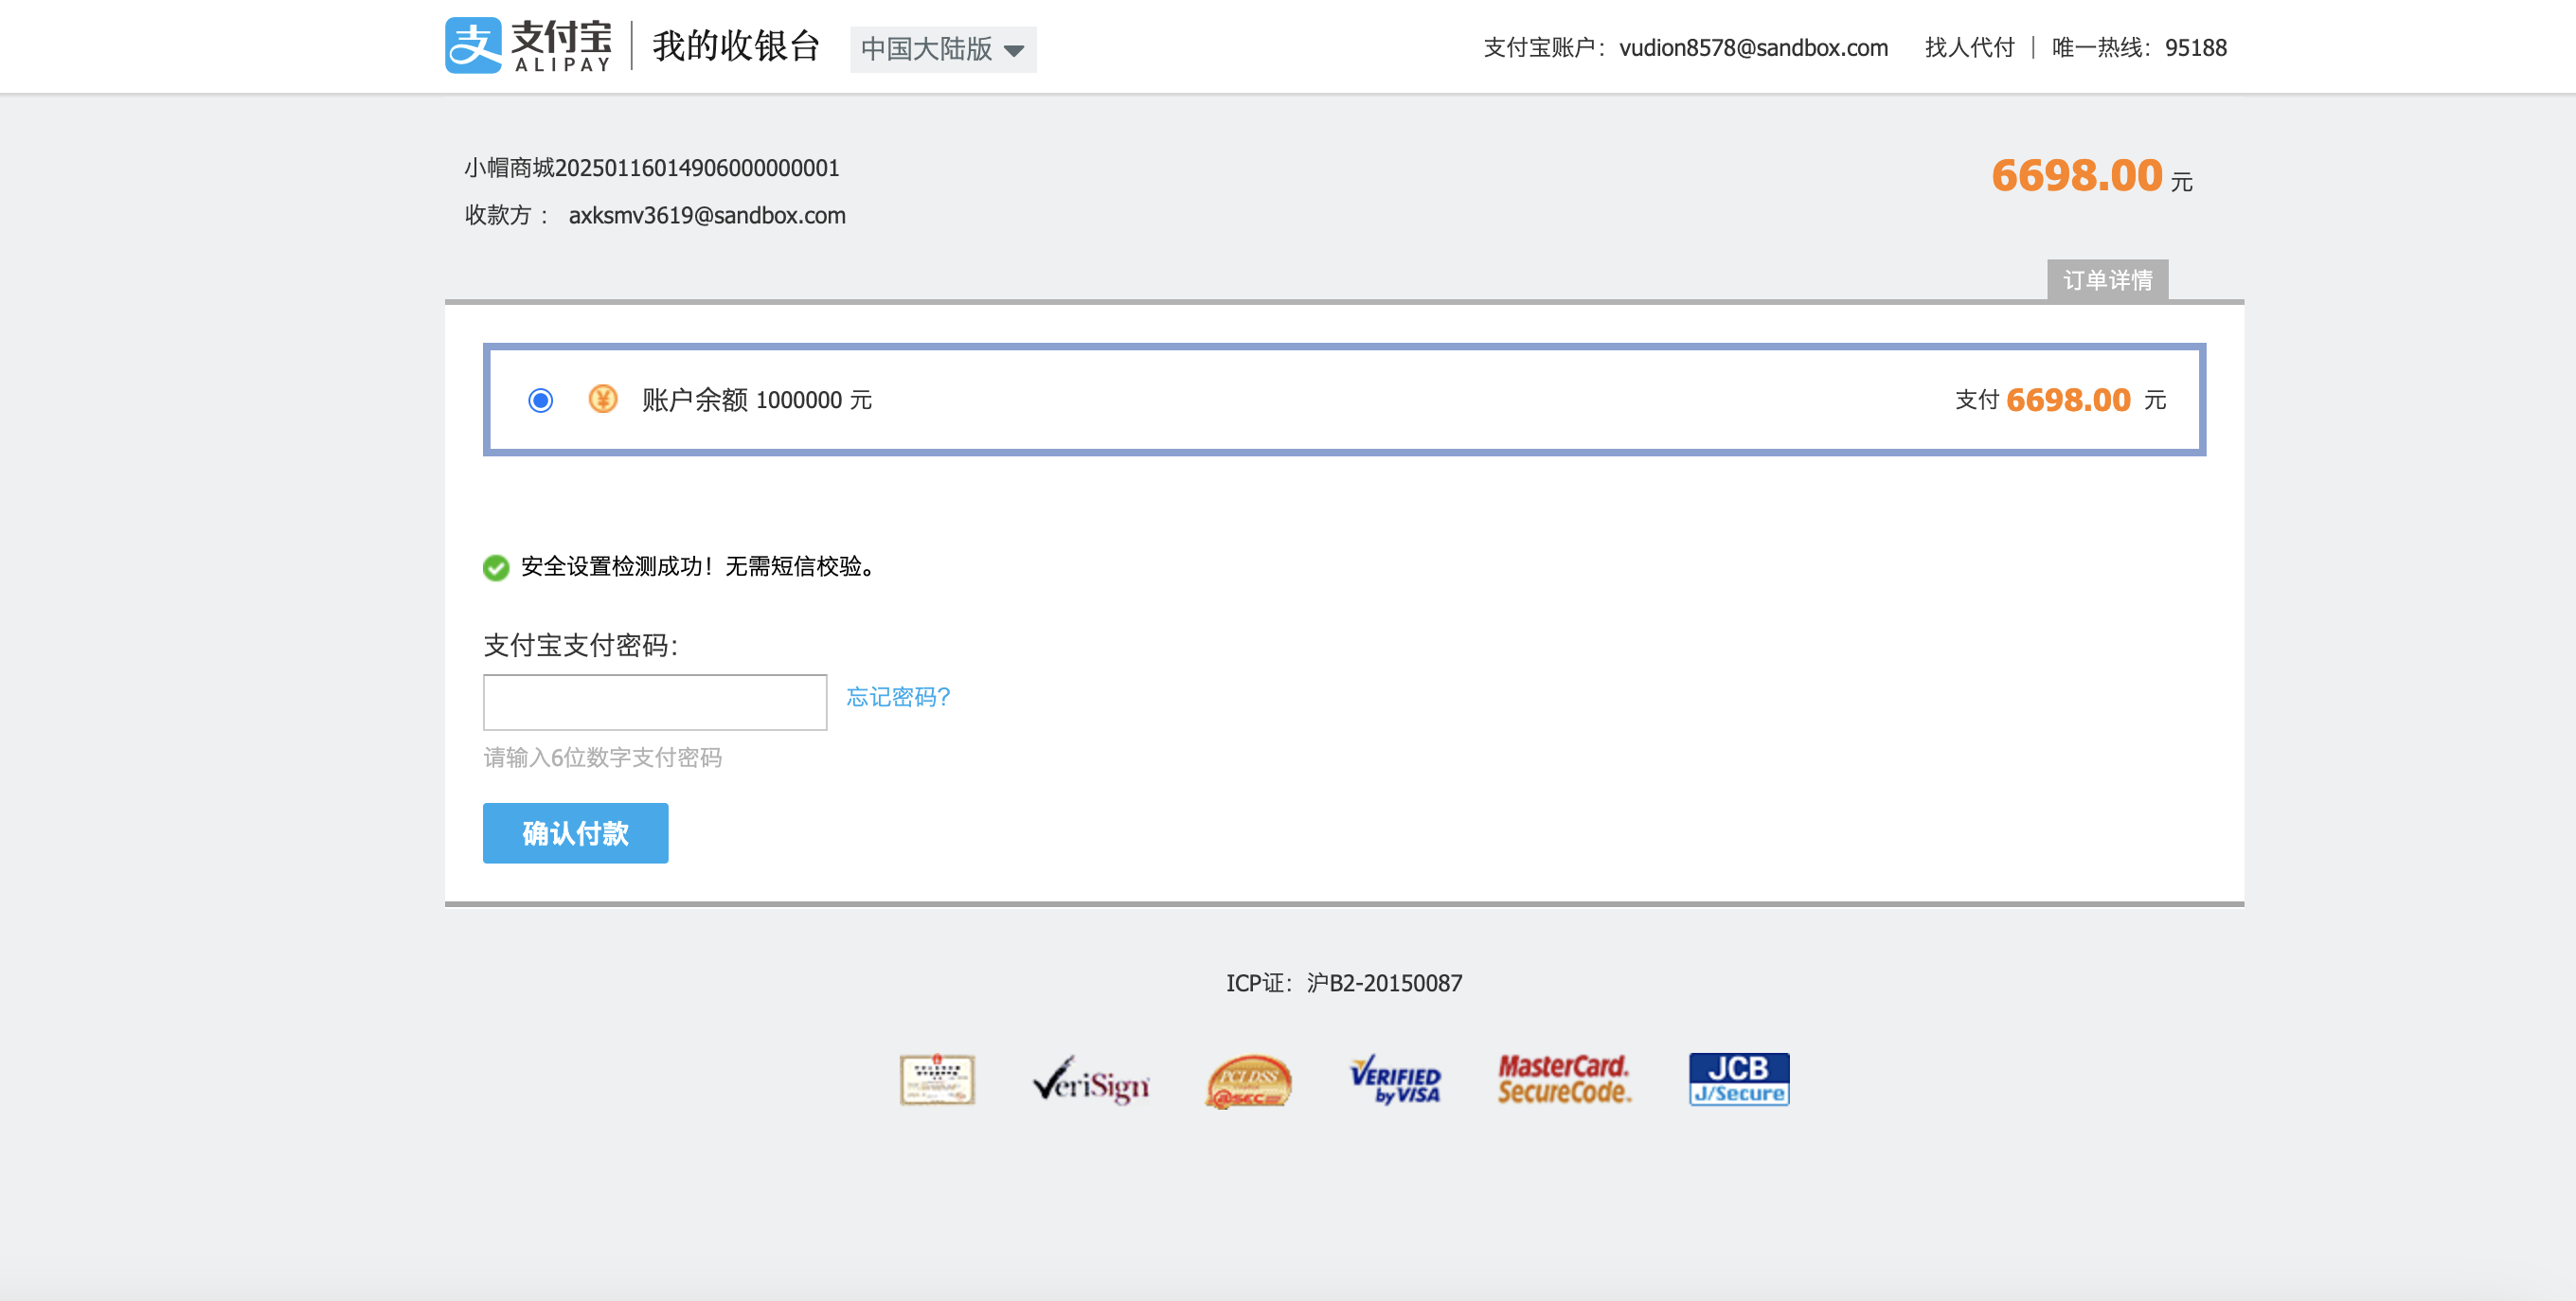 支付宝 ALIPAY 我的收银台 中国大陆版 支付宝账户：vudion8578@sandbox.com 找人代付 唯一热线：95188
小帽商城20250116014906000000001 6698.00 元
收款方： axksmv3619@sandbox.com
订单详情
账户余额 1000000 元 支付 6698.00 元
安全设置检测成功！无需短信校验。
支付宝支付密码：
忘记密码？
请输入6位数字支付密码
确认付款
ICP证：沪B2-20150087
VeriSign PCI.DSS @SEC VERIFIED by VISA MasterCard. SecureCode. JCB J/Secure